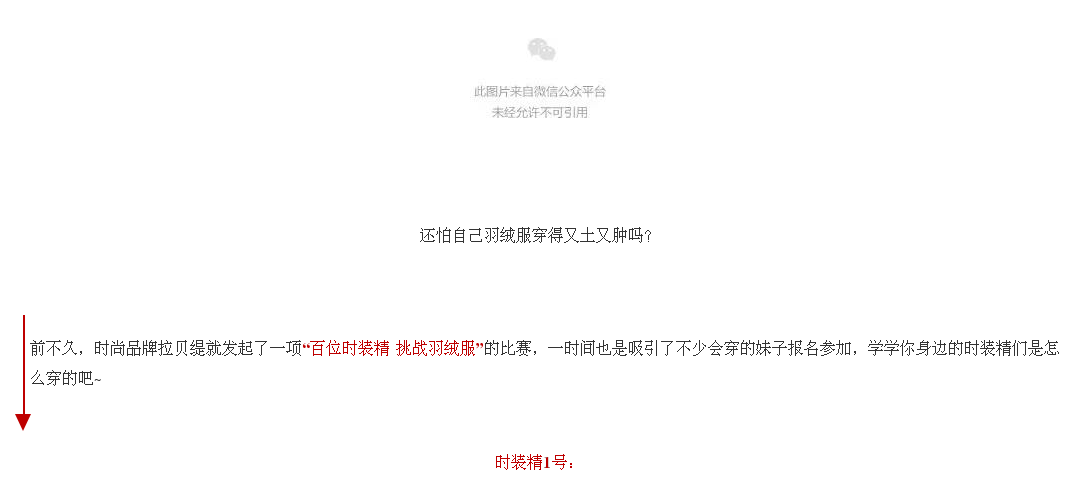 此图片来自微信公众平台
未经允许不可引用
还怕自己羽绒服穿得又土又肿吗?
前不久，时尚品牌拉贝缇就发起了一项“百位时装精 挑战羽绒服”的比赛，一时间也是吸引了不少会穿的妹子报名参加，学学你身边的时装精们是怎
么穿的吧~
时装精1号：